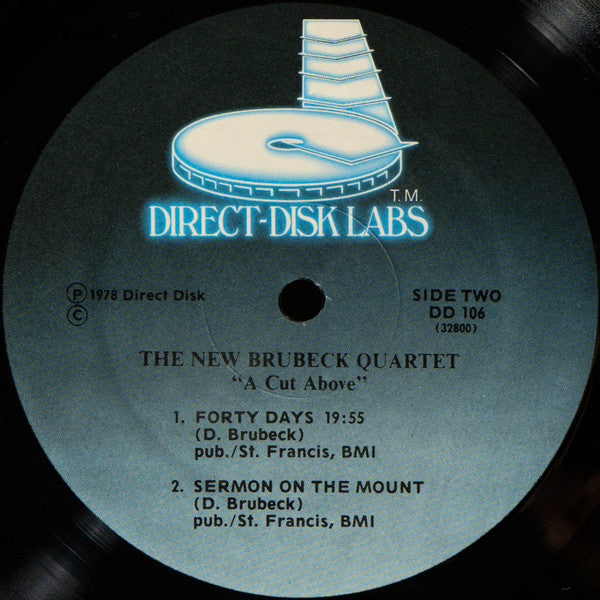 T.M.
DIRECT-DISK LABS
Ⓟ 1978 Direct Disk
Ⓒ
SIDE TWO
DD 106
(32800)
THE NEW BRUBECK QUARTET
“A Cut Above”
1. FORTY DAYS 19:55
(D. Brubeck)
pub./St. Francis, BMI
2. SERMON ON THE MOUNT
(D. Brubeck)
pub./St. Francis, BMI